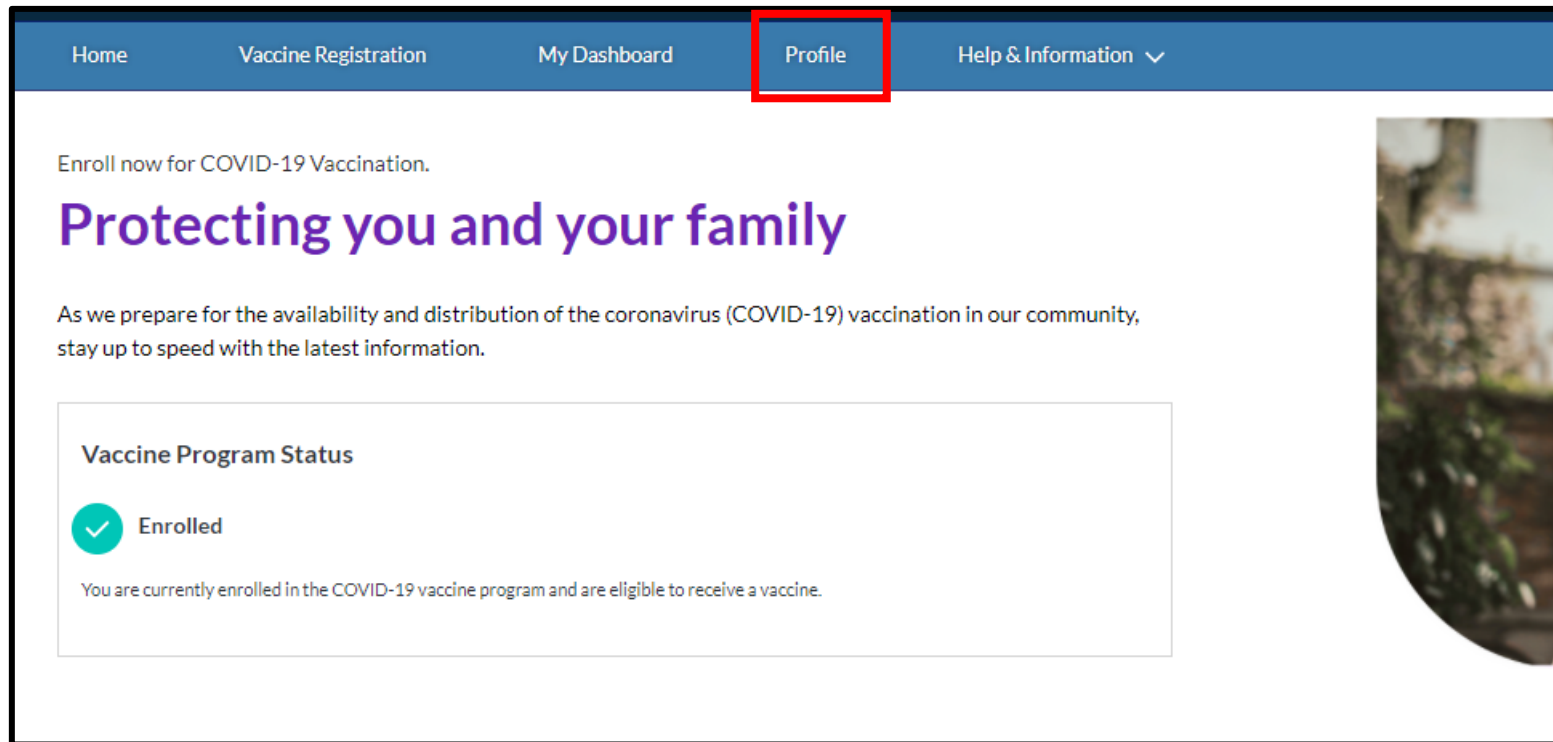 Home Vaccine Registration My Dashboard Profile Help & Information
Enroll now for COVID-19 Vaccination.
Protecting you and your family
As we prepare for the availability and distribution of the coronavirus (COVID-19) vaccination in our community,
stay up to speed with the latest information.
Vaccine Program Status
Enrolled
You are currently enrolled in the COVID-19 vaccine program and are eligible to receive a vaccine.